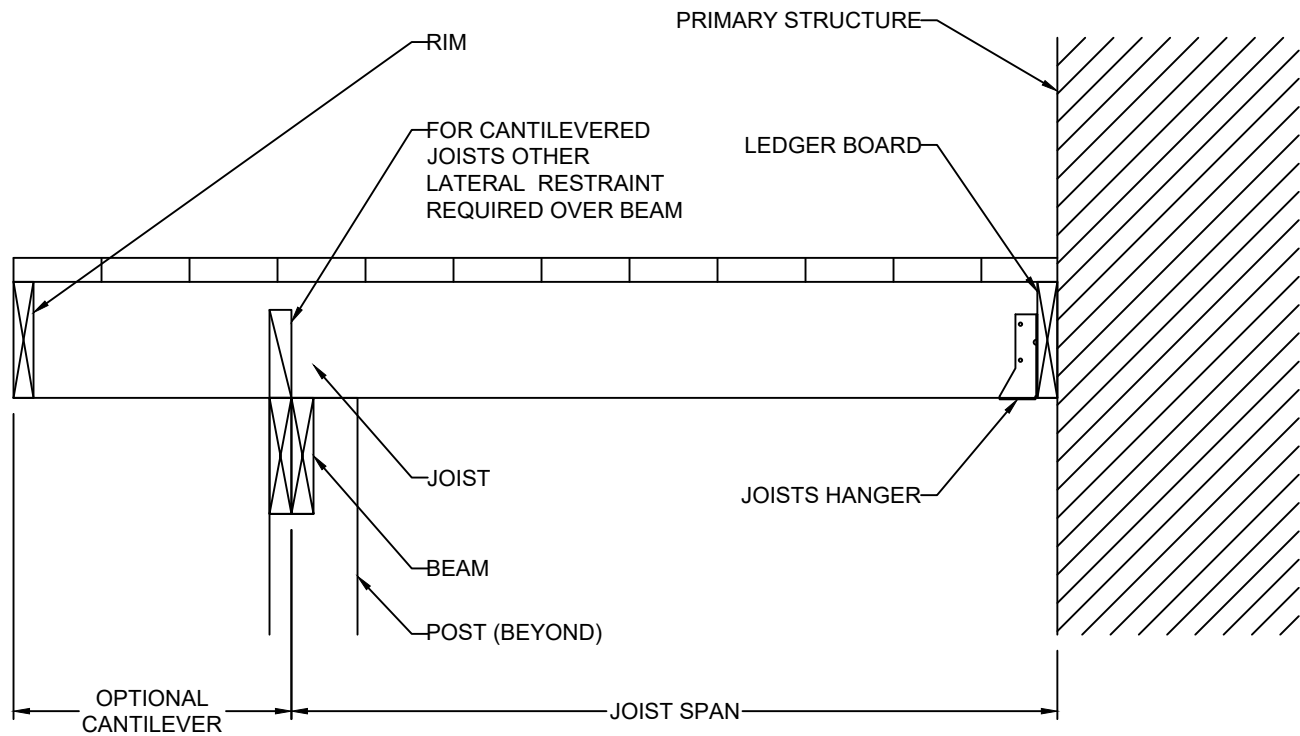 PRIMARY STRUCTURE
RIM
FOR CANTILEVERED
JOISTS OTHER
LATERAL RESTRAINT
REQUIRED OVER BEAM
LEDGER BOARD
JOIST
JOISTS HANGER
BEAM
POST (BEYOND)
OPTIONAL
CANTILEVER
JOIST SPAN